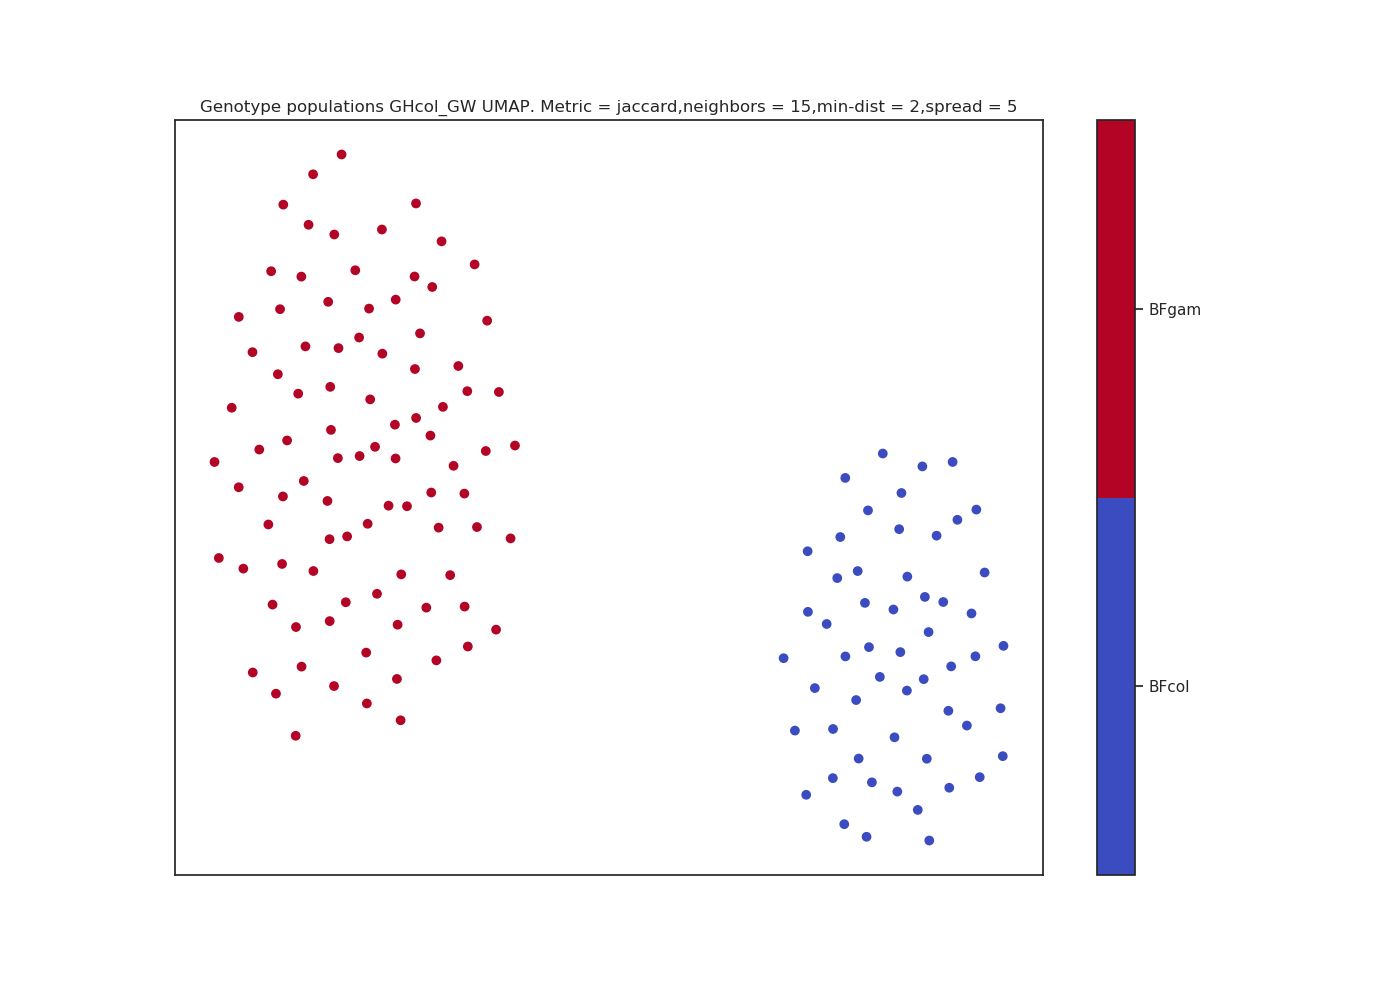 Genotype populations GHcol_GW UMAP. Metric = jaccard,neighbors = 15,min-dist = 2,spread = 5
BFgam
BFcol